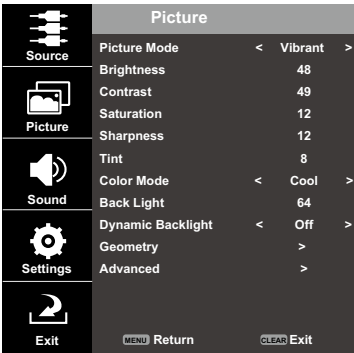 Source
Picture
Sound
Settings
Exit
Picture
Picture Mode < Vibrant >
Brightness 48
Contrast 49
Saturation 12
Sharpness 12
Tint 8
Color Mode < Cool >
Back Light 64
Dynamic Backlight < Off >
Geometry >
Advanced >
MENU Return CLEAR Exit